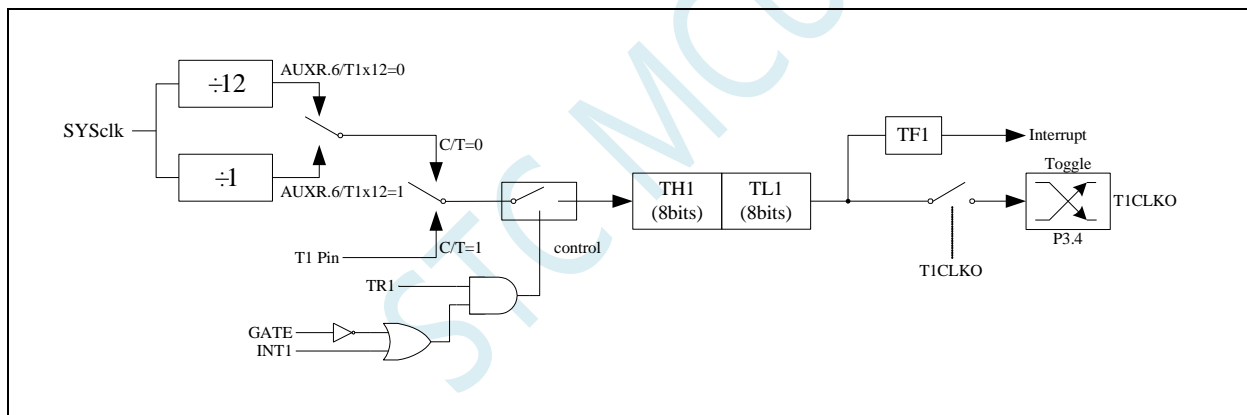 SYSclk
÷12
AUXR.6/T1x12=0
÷1
AUXR.6/T1x12=1
C/T=0
C/T=1
T1 Pin
TR1
GATE
INT1
control
TH1
(8bits)
TL1
(8bits)
TF1
Interrupt
Toggle
T1CLKO
P3.4
T1CLKO
STC MCU